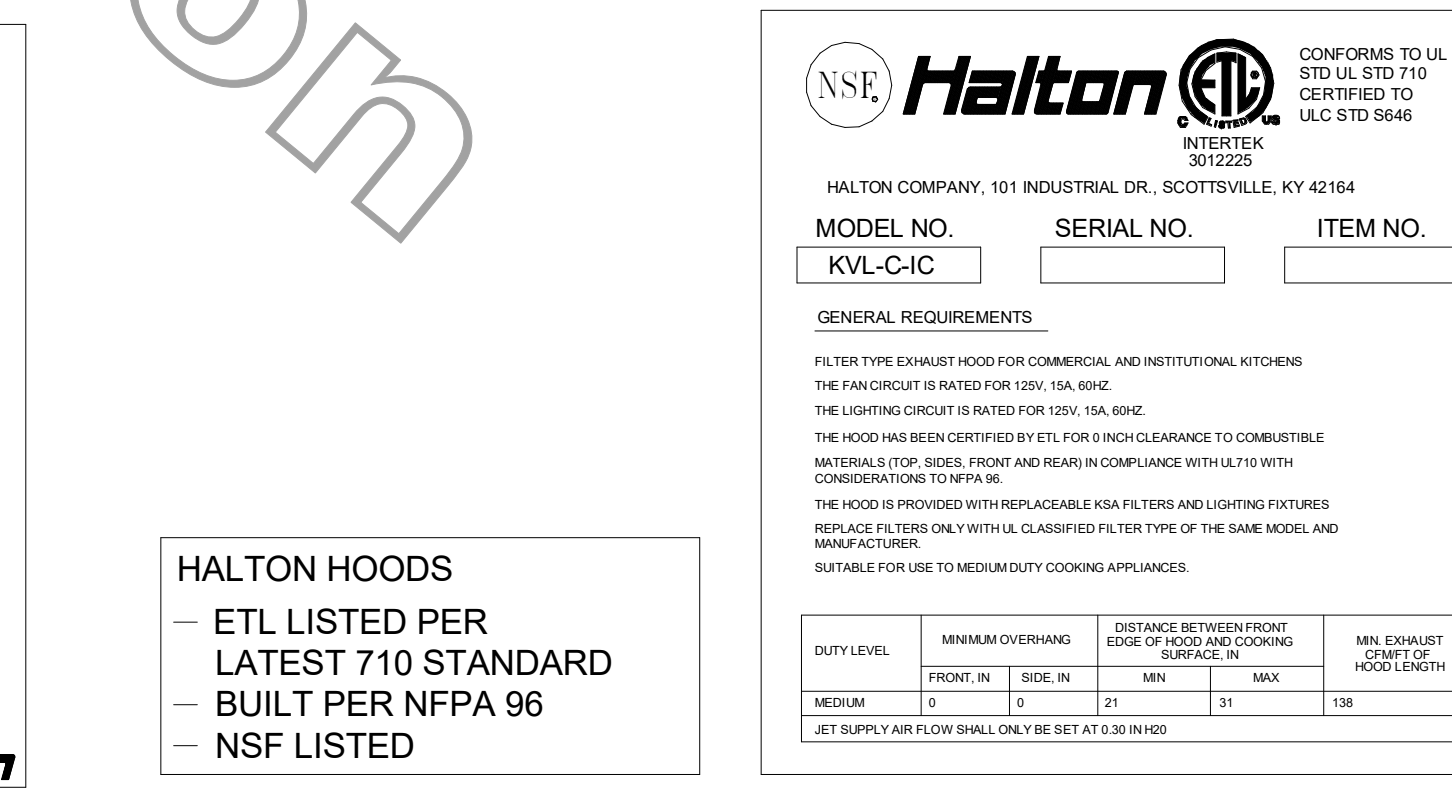 on
HALTON HOODS
— ETL LISTED PER
LATEST 710 STANDARD
— BUILT PER NFPA 96
— NSF LISTED
NSF
Halton
ETL
C LISTED US
INTERTEK
3012225
CONFORMS TO UL
STD UL STD 710
CERTIFIED TO
ULC STD S646
HALTON COMPANY, 101 INDUSTRIAL DR., SCOTTSVILLE, KY 42164
MODEL NO. SERIAL NO. ITEM NO.
KVL-C-IC
GENERAL REQUIREMENTS
FILTER TYPE EXHAUST HOOD FOR COMMERCIAL AND INSTITUTIONAL KITCHENS
THE FAN CIRCUIT IS RATED FOR 125V, 15A, 60HZ.
THE LIGHTING CIRCUIT IS RATED FOR 125V, 15A, 60HZ.
THE HOOD HAS BEEN CERTIFIED BY ETL FOR 0 INCH CLEARANCE TO COMBUSTIBLE
MATERIALS (TOP, SIDES, FRONT AND REAR) IN COMPLIANCE WITH UL710 WITH
CONSIDERATIONS TO NFPA 96.
THE HOOD IS PROVIDED WITH REPLACEABLE KSA FILTERS AND LIGHTING FIXTURES
REPLACE FILTERS ONLY WITH UL CLASSIFIED FILTER TYPE OF THE SAME MODEL AND
MANUFACTURER.
SUITABLE FOR USE TO MEDIUM DUTY COOKING APPLIANCES.
DUTY LEVEL
MINIMUM OVERHANG
DISTANCE BETWEEN FRONT
EDGE OF HOOD AND COOKING
SURFACE, IN
MIN. EXHAUST
CFM/FT OF
HOOD LENGTH
FRONT, IN SIDE, IN MIN MAX
MEDIUM 0 0 21 31 138
JET SUPPLY AIR FLOW SHALL ONLY BE SET AT 0.30 IN H20